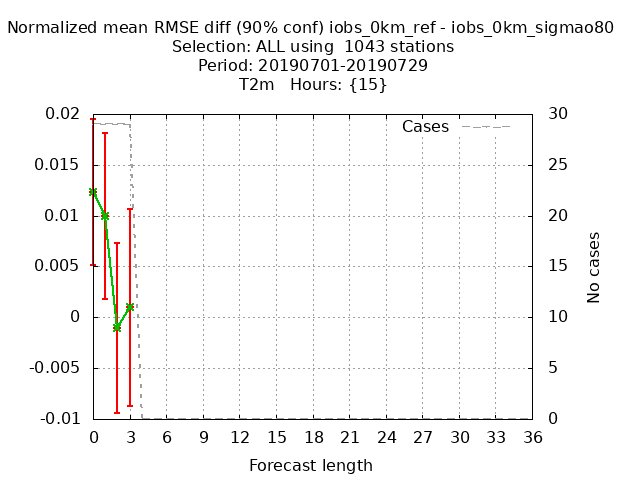 Normalized mean RMSE diff (90% conf) iobs_0km_ref - iobs_0km_sigmao80
Selection: ALL using  1043 stations
Period: 20190701-20190729
T2m   Hours: {15}
Cases
0.02
0.015
0.01
0.005
0
-0.005
-0.01
30
25
20
15
10
5
0
No cases
0 3 6 9 12 15 18 21 24 27 30 33 36
Forecast length